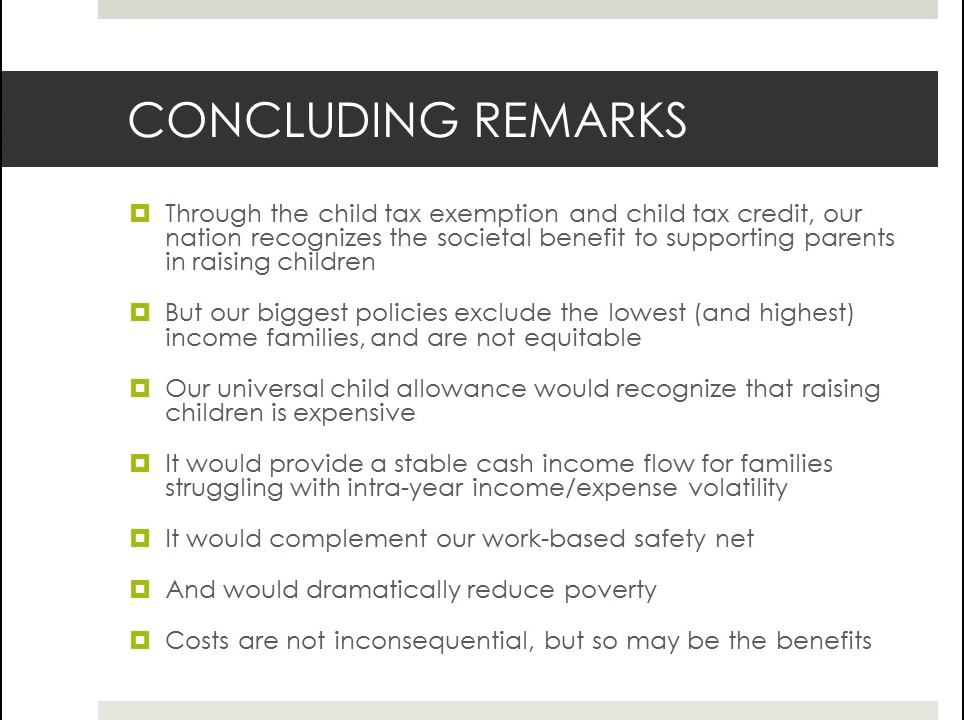 CONCLUDING REMARKS
Through the child tax exemption and child tax credit, our
nation recognizes the societal benefit to supporting parents
in raising children
But our biggest policies exclude the lowest (and highest)
income families, and are not equitable
Our universal child allowance would recognize that raising
children is expensive
It would provide a stable cash income flow for families
struggling with intra-year income/expense volatility
It would complement our work-based safety net
And would dramatically reduce poverty
Costs are not inconsequential, but so may be the benefits